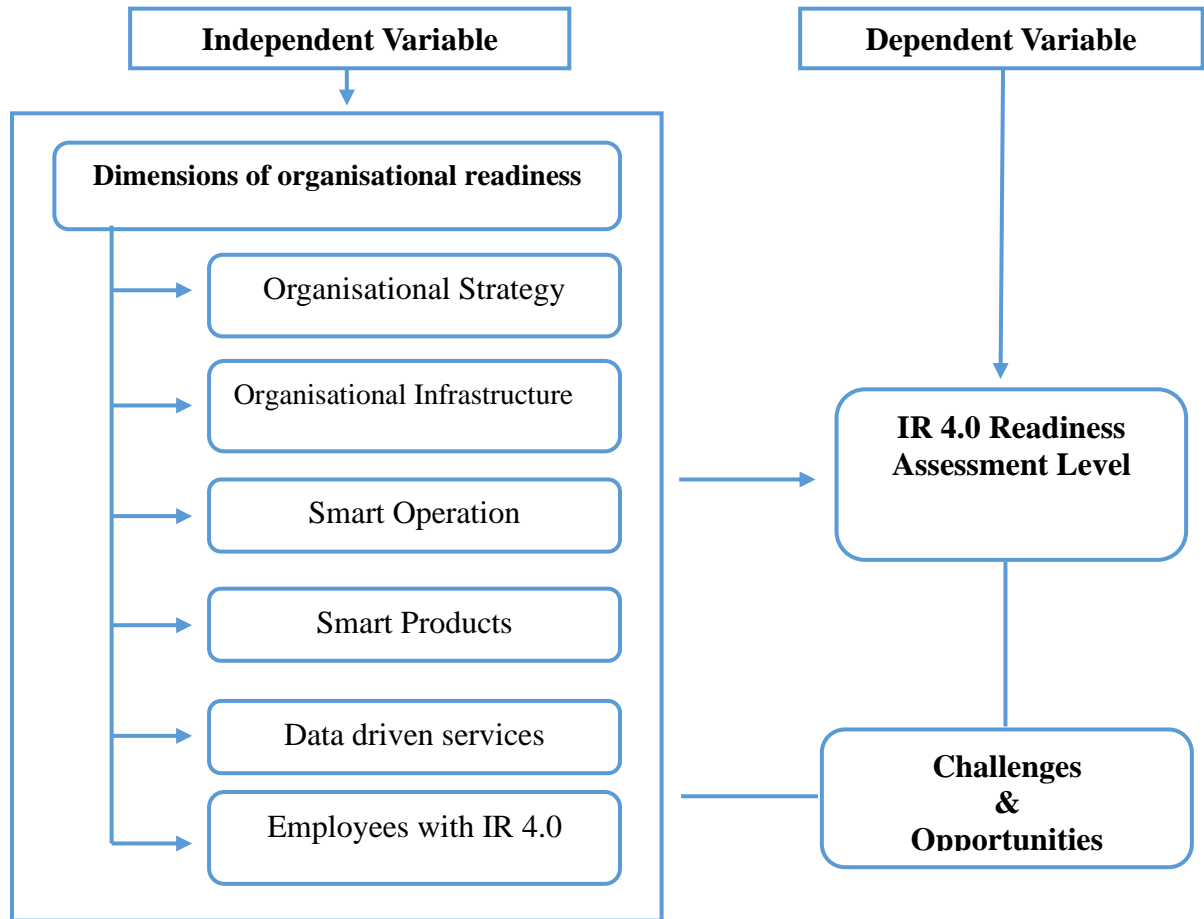 Independent Variable
Dependent Variable
Dimensions of organisational readiness
Organisational Strategy
Organisational Infrastructure
Smart Operation
Smart Products
Data driven services
Employees with IR 4.0
IR 4.0 Readiness
Assessment Level
Challenges
&
Opportunities